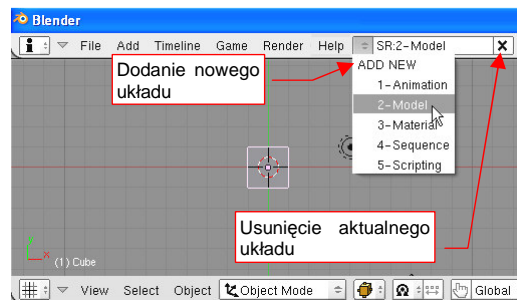 Blender
File Add Timeline Game Render Help SR:2-Model X
Dodanie nowego
układu
ADD NEW
1-Animation
2-Model
3-Material
4-Sequence
5-Scripting
Usunięcie aktualnego
układu
(1) Cube
View Select Object Object Mode Global